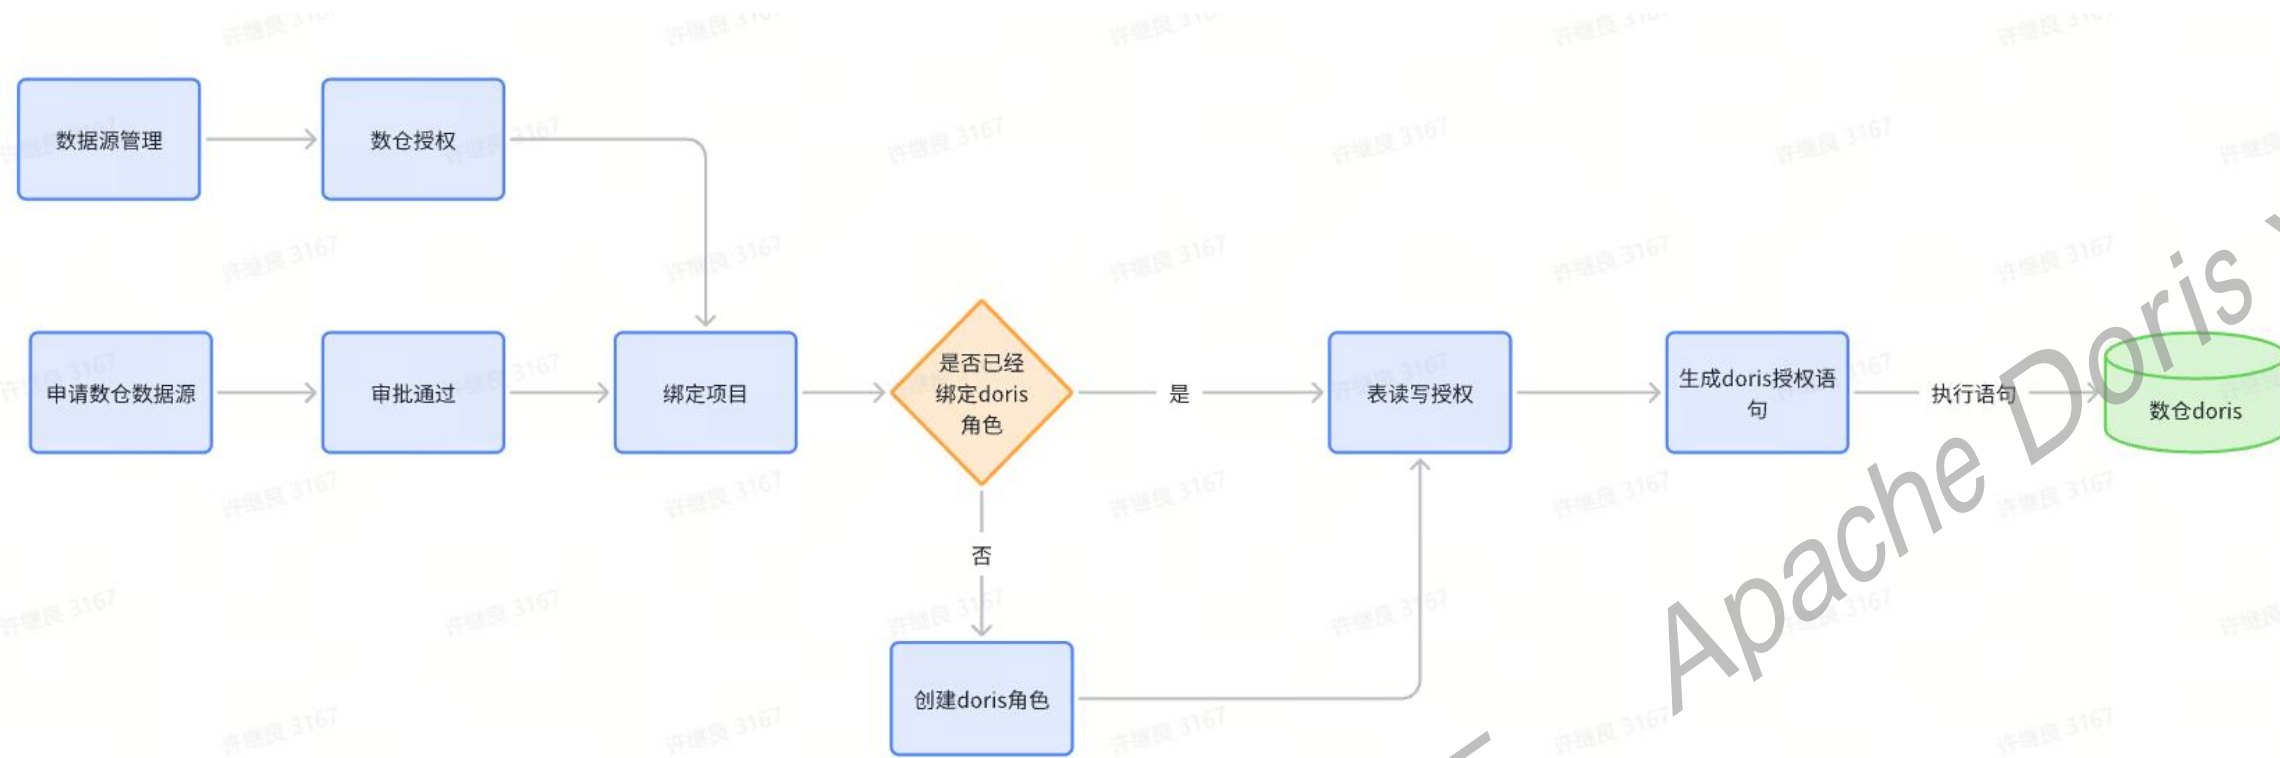 数据源管理
数仓授权
申请数仓数据源
审批通过
绑定项目
是否已经
绑定doris
角色
是
表读写授权
生成doris授权语
句
执行语句
数仓doris
否
创建doris角色
Apache Doris
许继良 3167